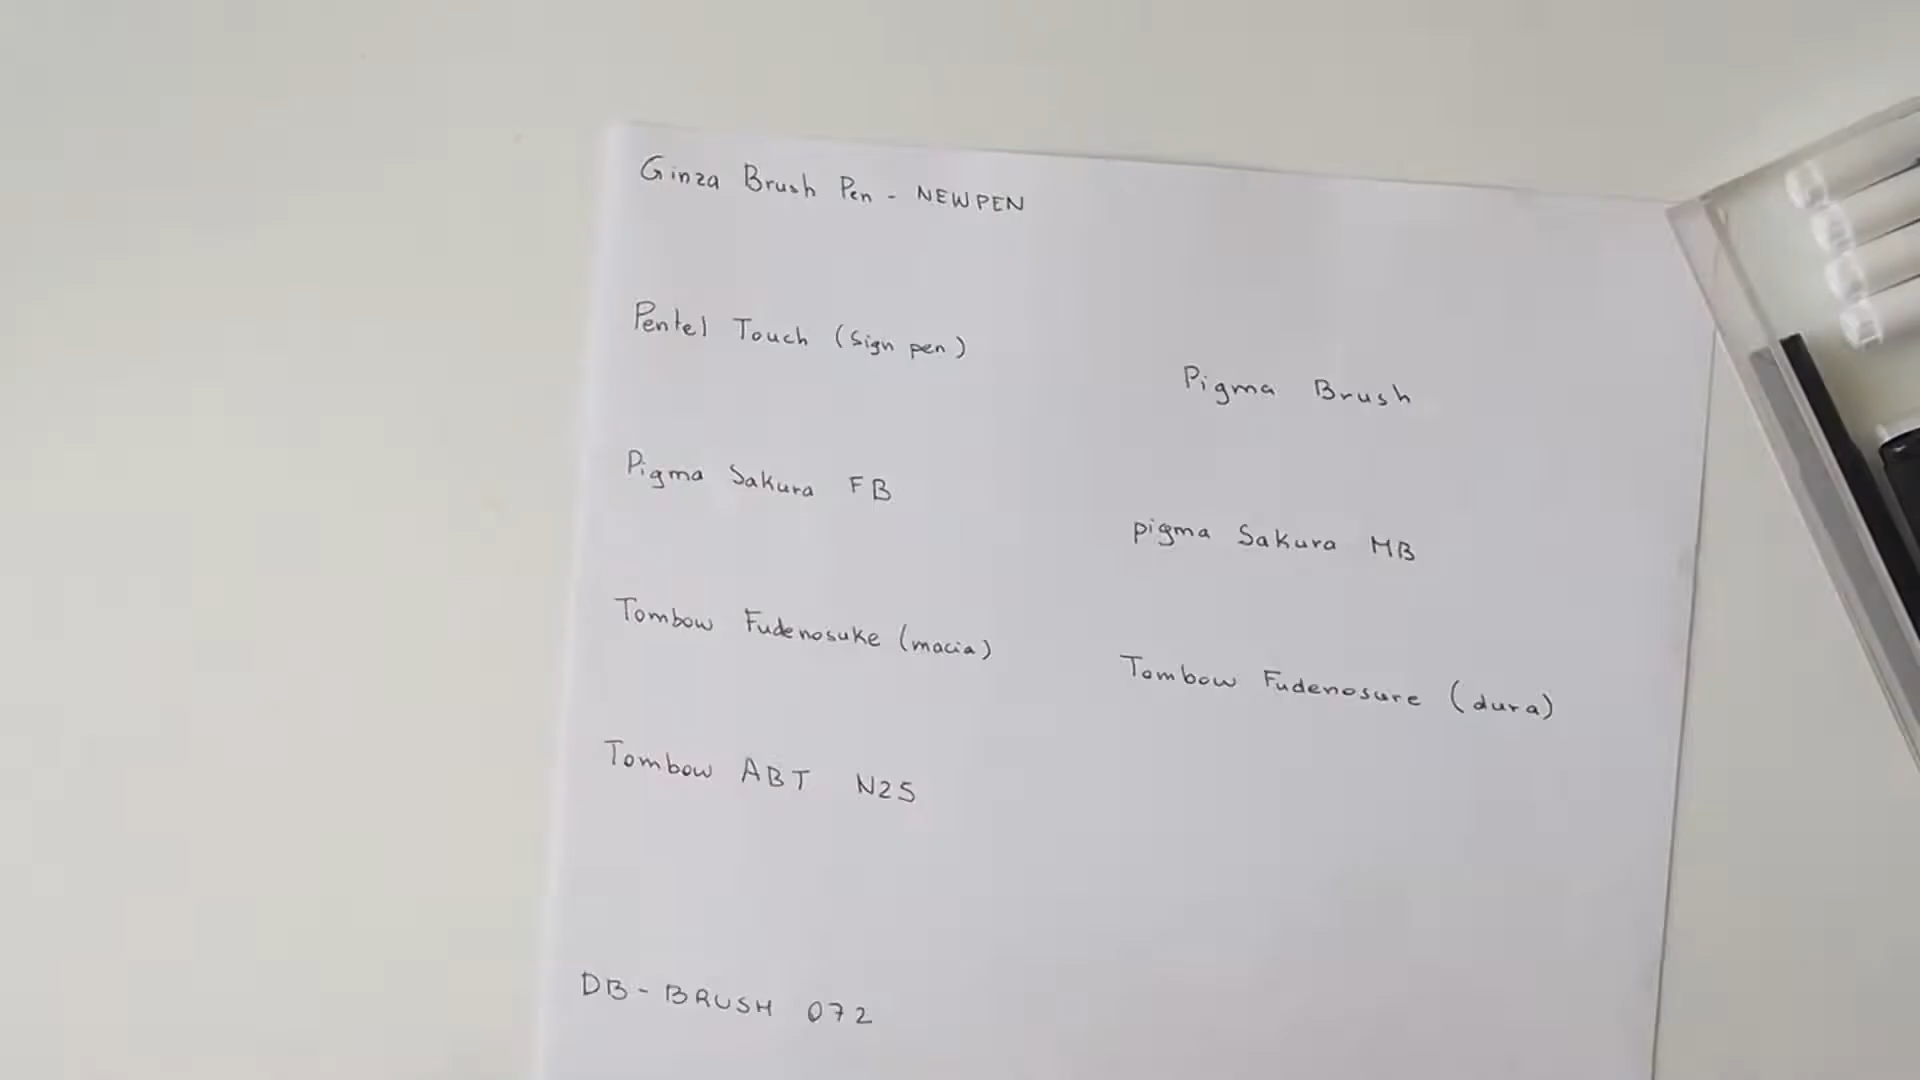 Ginza Brush Pen - NEWPEN
Pentel Touch (Sign pen)
Pigma Brush
Pigma Sakura FB
pigma Sakura MB
Tombow Fudenosuke (macia)
Tombow Fudenosure (dura)
Tombow ABT N25
DB-BRUSH 072